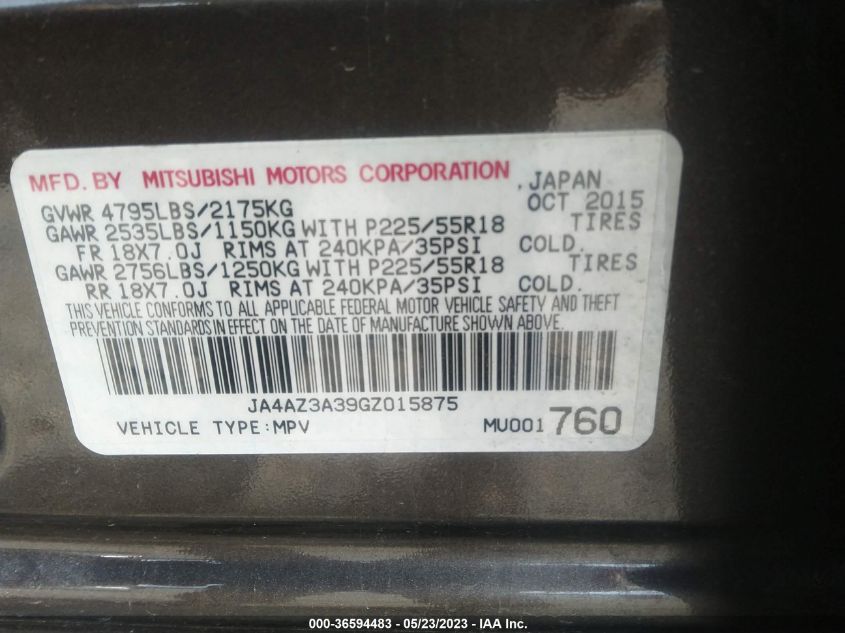 MFD. BY MITSUBISHI MOTORS CORPORATION , JAPAN
GVWR 4795LBS/2175KG OCT 2015
GAWR 2535LBS/1150KG WITH P225/55R18 TIRES
FR 18X7.0J RIMS AT 240KPA/35PSI COLD.
GAWR 2756LBS/1250KG WITH P225/55R18 TIRES
RR 18X7.0J RIMS AT 240KPA/35PSI COLD.
THIS VEHICLE CONFORMS TO ALL APPLICABLE FEDERAL MOTOR VEHICLE SAFETY AND THEFT
PREVENTION STANDARDS IN EFFECT ON THE DATE OF MANUFACTURE SHOWN ABOVE.
JA4AZ3A39GZ015875
VEHICLE TYPE:MPV MU001 760
000-36594483 - 05/23/2023 - IAA Inc.